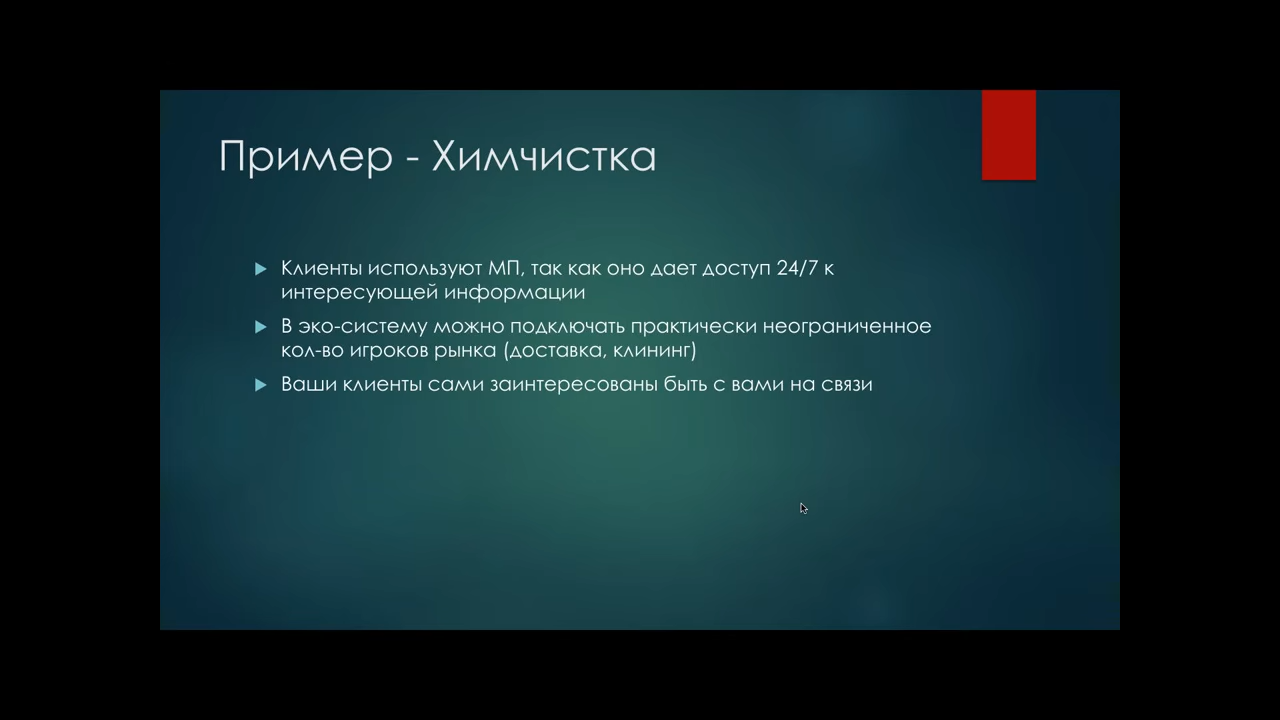 Пример - Химчистка
Клиенты используют МП, так как оно дает доступ 24/7 к
интересующей информации
В эко-систему можно подключать практически неограниченное
кол-во игроков рынка (доставка, клининг)
Ваши клиенты сами заинтересованы быть с вами на связи